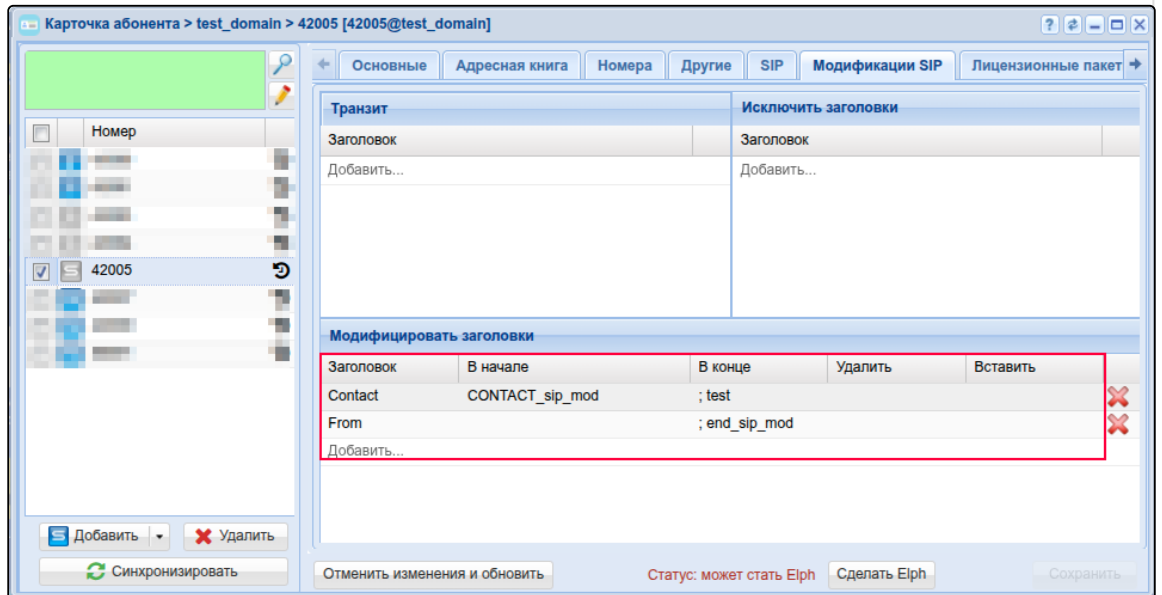 Карточка абонента > test_domain > 42005 [42005@test_domain]
Основные Адресная книга Номера Другие SIP Модификации SIP Лицензионные пакет
Номер
42005
Транзит Исключить заголовки
Заголовок Заголовок
Добавить... Добавить...
Модифицировать заголовки
Заголовок В начале В конце Удалить Вставить
Contact CONTACT_sip_mod ; test
From ; end_sip_mod
Добавить...
Добавить Удалить
Синхронизировать
Отменить изменения и обновить Статус: может стать Elph Сделать Elph Сохранить